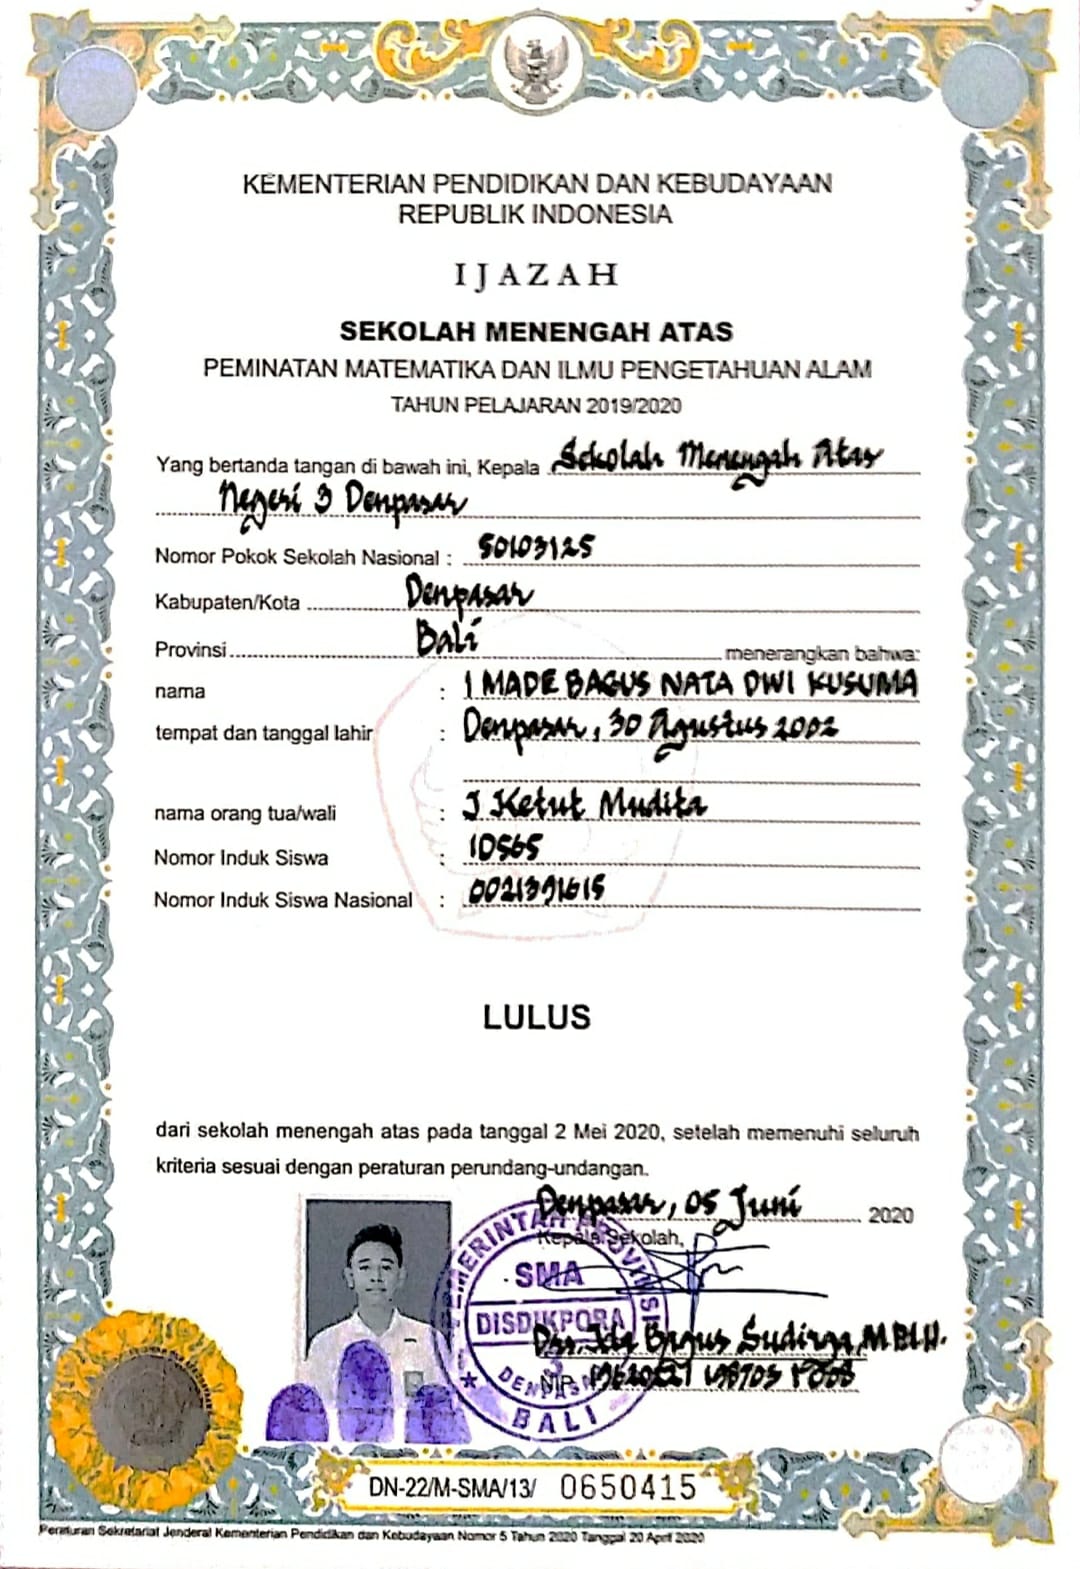 KEMENTERIAN PENDIDIKAN DAN KEBUDAYAAN
REPUBLIK INDONESIA
IJAZAH
SEKOLAH MENENGAH ATAS
PEMINATAN MATEMATIKA DAN ILMU PENGETAHUAN ALAM
TAHUN PELAJARAN 2019/2020
Yang bertanda tangan di bawah ini, Kepala Sekolah Menengah Atas
Negeri 3 Denpasar
Nomor Pokok Sekolah Nasional : 50103125
Kabupaten/Kota Denpasar
Provinsi Bali menerangkan bahwa:
nama : I MADE BAGUS NATA DWI KUSUMA
tempat dan tanggal lahir : Denpasar, 30 Agustus 2002
nama orang tua/wali : I Ketut Mudita
Nomor Induk Siswa : 10565
Nomor Induk Siswa Nasional : 0021391615
LULUS
dari sekolah menengah atas pada tanggal 2 Mei 2020, setelah memenuhi seluruh
kriteria sesuai dengan peraturan perundang-undangan.
Denpasar, 05 Juni 2020
Kepala Sekolah,
PEMERINTAH PROVINSI
SMA
DISDIKPORA
DENPASAR
BALI
Drs. Ida Bagus Sudirga, M.Pd.H.
NIP
DN-22/M-SMA/13/ 0650415
Peraturan Sekretariat Jenderal Kementerian Pendidikan dan Kebudayaan Nomor 5 Tahun 2020 Tanggal 20 April 2020